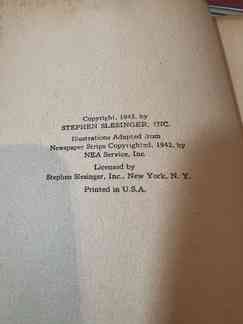 Copyright, 1943, by
STEPHEN SLESINGER, INC.
Illustrations Adapted from
Newspaper Strips Copyrighted, 1942, by
NEA Service, Inc.
Licensed by
Stephen Slesinger, Inc., New York, N. Y.
Printed in U.S.A.